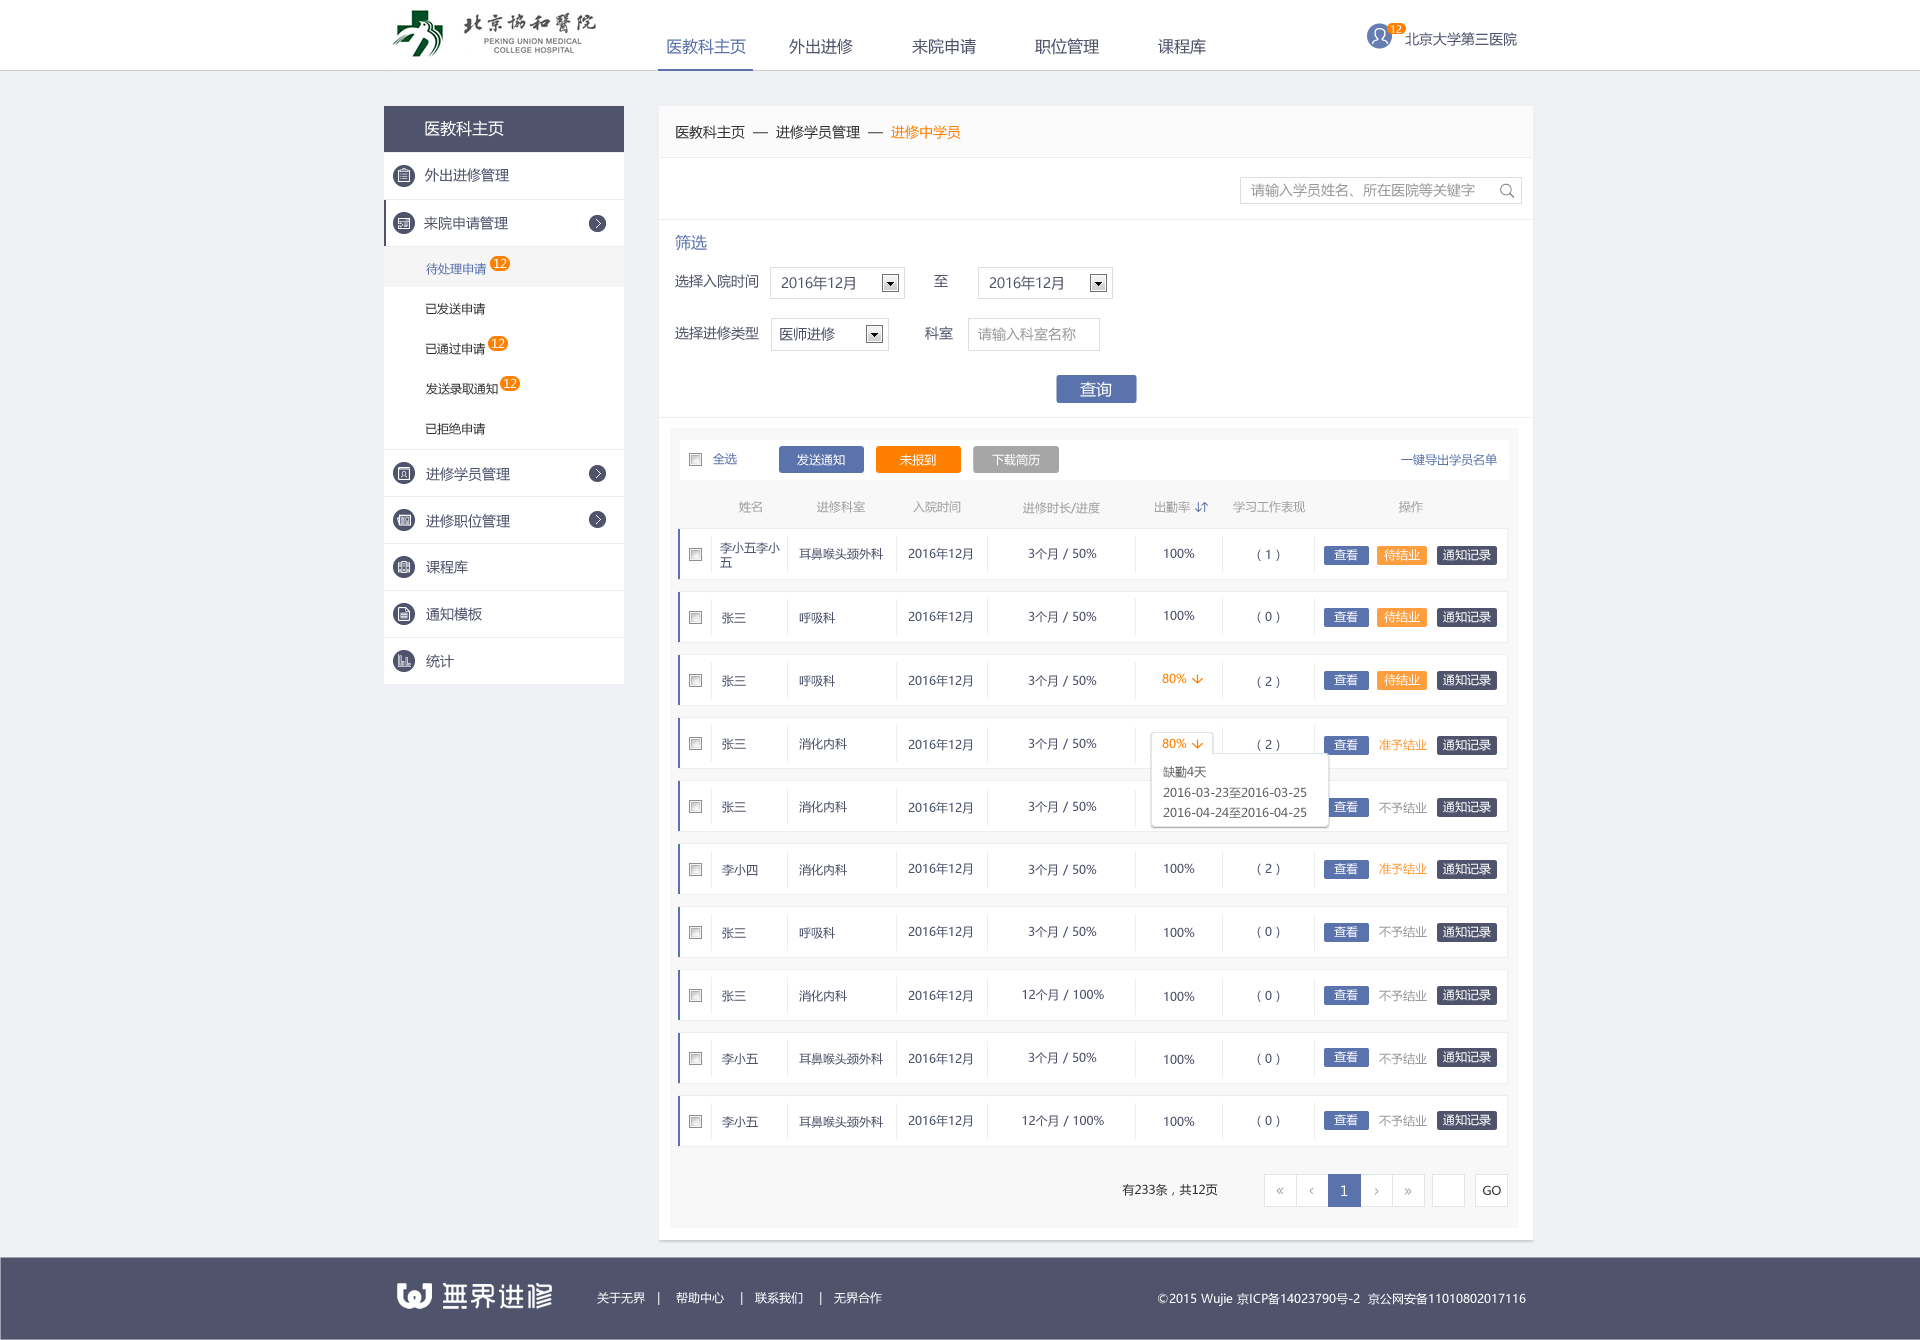 北京協和醫院
PEKING UNION MEDICAL
COLLEGE HOSPITAL
医教科主页 外出进修 来院申请 职位管理 课程库
12 北京大学第三医院
医教科主页
外出进修管理
来院申请管理
待处理申请 12
已发送申请
已通过申请 12
发送录取通知 12
已拒绝申请
进修学员管理
进修职位管理
课程库
通知模板
统计
医教科主页 — 进修学员管理 — 进修中学员
请输入学员姓名、所在医院等关键字
筛选
选择入院时间 2016年12月 至 2016年12月
选择进修类型 医师进修 科室 请输入科室名称
查询
全选 发送通知 未报到 下载简历 一键导出学员名单
姓名 进修科室 入院时间 进修时长/进度 出勤率 学习工作表现 操作
李小五李小五 耳鼻喉头颈外科 2016年12月 3个月 / 50% 100% ( 1 ) 查看 待结业 通知记录
张三 呼吸科 2016年12月 3个月 / 50% 100% ( 0 ) 查看 待结业 通知记录
张三 呼吸科 2016年12月 3个月 / 50% 80% ( 2 ) 查看 待结业 通知记录
张三 消化内科 2016年12月 3个月 / 50% 80% ( 2 ) 查看 准予结业 通知记录
缺勤4天
2016-03-23至2016-03-25
2016-04-24至2016-04-25
张三 消化内科 2016年12月 3个月 / 50% 查看 不予结业 通知记录
李小四 消化内科 2016年12月 3个月 / 50% 100% ( 2 ) 查看 准予结业 通知记录
张三 呼吸科 2016年12月 3个月 / 50% 100% ( 0 ) 查看 不予结业 通知记录
张三 消化内科 2016年12月 12个月 / 100% 100% ( 0 ) 查看 不予结业 通知记录
李小五 耳鼻喉头颈外科 2016年12月 3个月 / 50% 100% ( 0 ) 查看 不予结业 通知记录
李小五 耳鼻喉头颈外科 2016年12月 12个月 / 100% 100% ( 0 ) 查看 不予结业 通知记录
有233条，共12页 « ‹ 1 › » GO
無界进修
关于无界 | 帮助中心 | 联系我们 | 无界合作
©2015 Wujie 京ICP备14023790号-2 京公网安备11010802017116